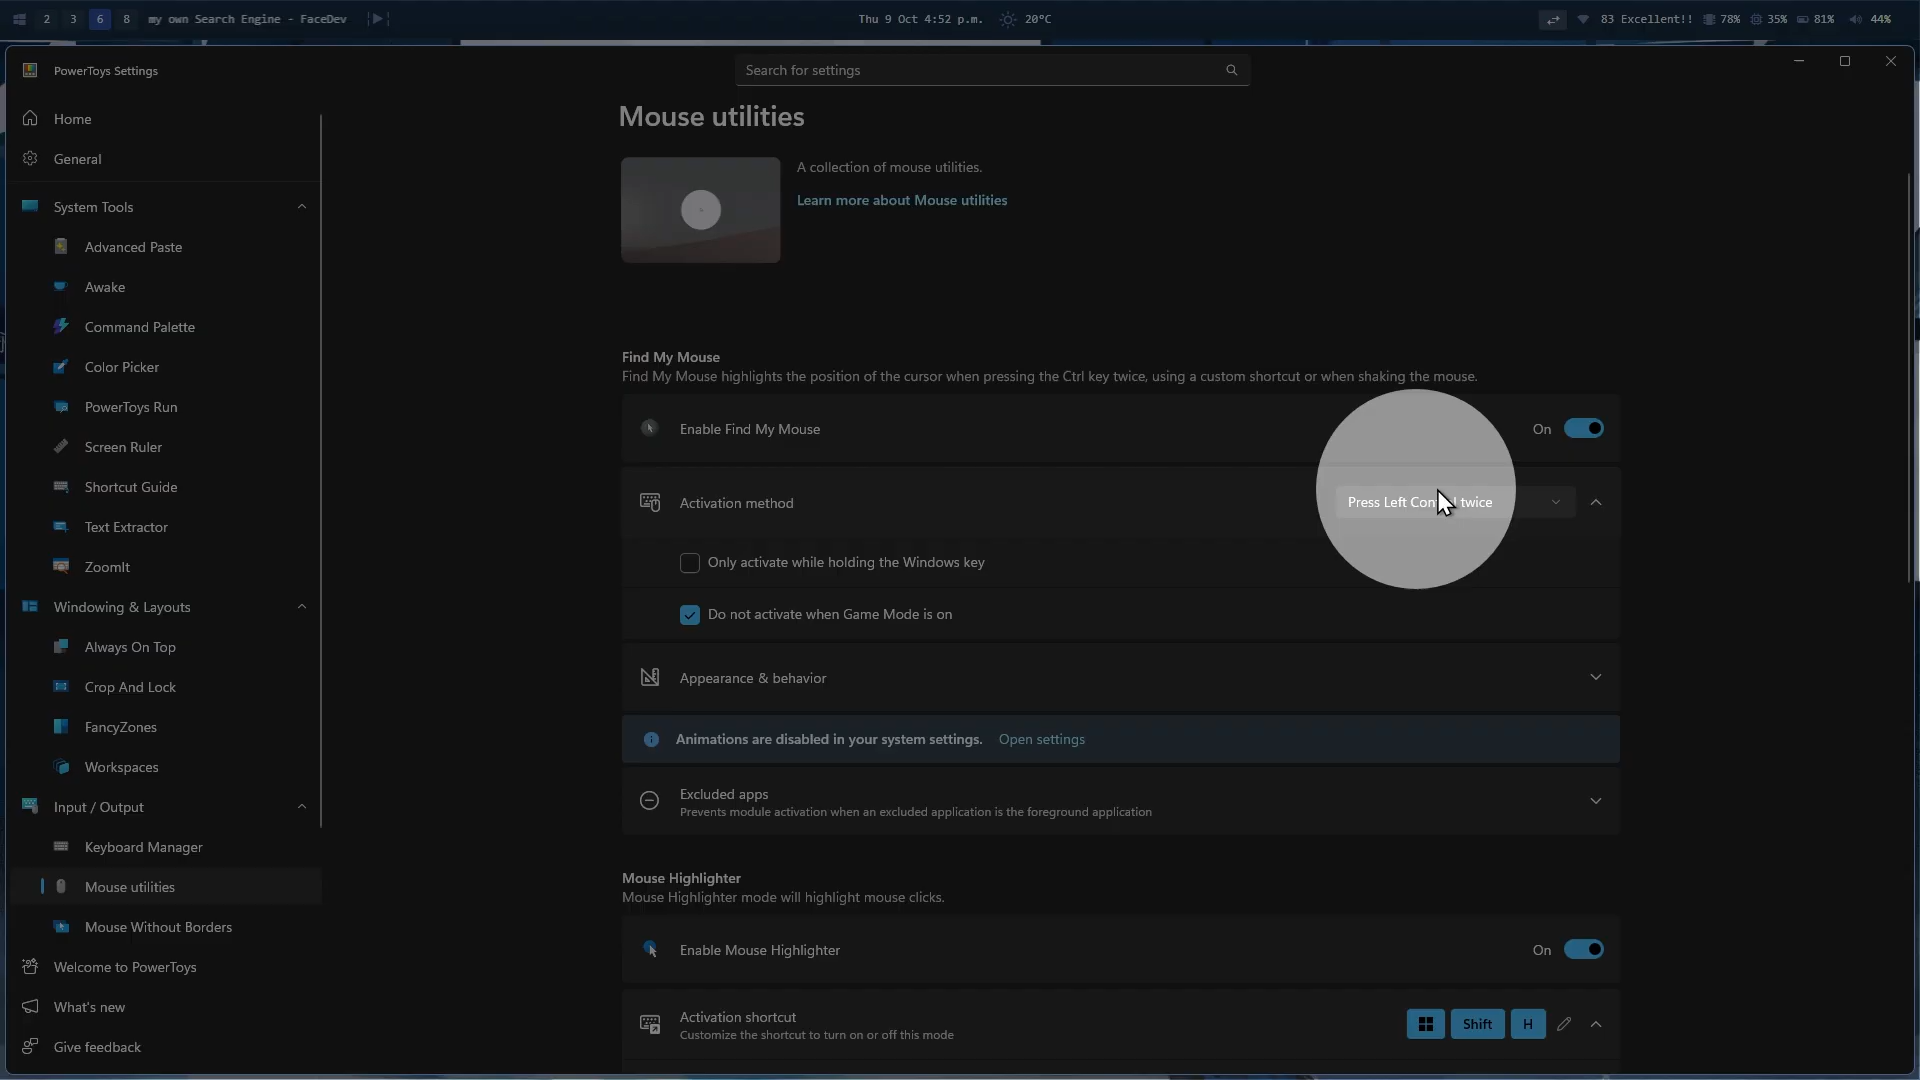 2 3 6 8 my own Search Engine - FaceDev
Thu 9 Oct 4:52 p.m. 20°C
83 Excellent!! 78% 35% 81% 44%
PowerToys Settings
Search for settings
Home
General
System Tools
Advanced Paste
Awake
Command Palette
Color Picker
PowerToys Run
Screen Ruler
Shortcut Guide
Text Extractor
ZoomIt
Windowing & Layouts
Always On Top
Crop And Lock
FancyZones
Workspaces
Input / Output
Keyboard Manager
Mouse utilities
Mouse Without Borders
Welcome to PowerToys
What's new
Give feedback
Mouse utilities
A collection of mouse utilities.
Learn more about Mouse utilities
Find My Mouse
Find My Mouse highlights the position of the cursor when pressing the Ctrl key twice, using a custom shortcut or when shaking the mouse.
Enable Find My Mouse On
Activation method Press Left Control twice
Only activate while holding the Windows key
Do not activate when Game Mode is on
Appearance & behavior
Animations are disabled in your system settings. Open settings
Excluded apps
Prevents module activation when an excluded application is the foreground application
Mouse Highlighter
Mouse Highlighter mode will highlight mouse clicks.
Enable Mouse Highlighter On
Activation shortcut Shift H
Customize the shortcut to turn on or off this mode